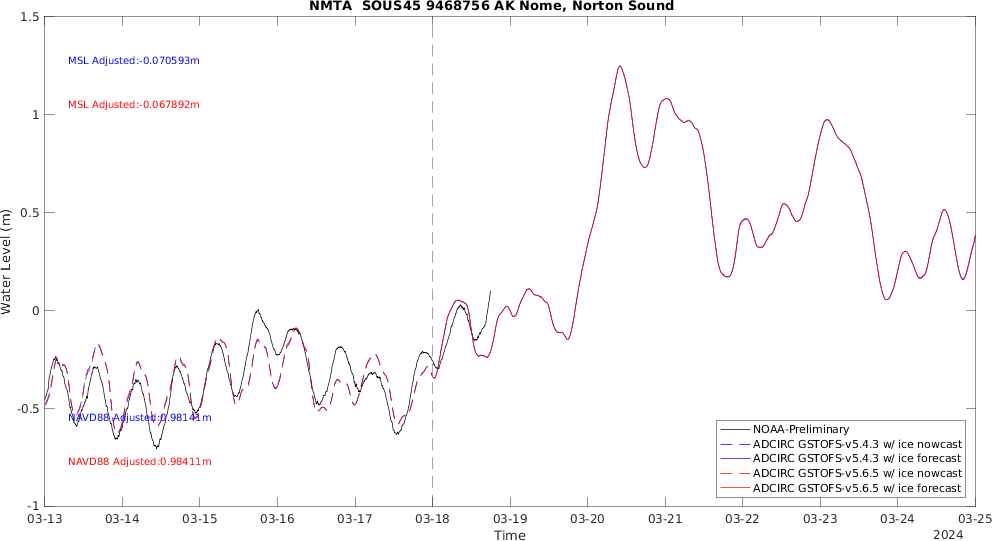 NMTA SOUS45 9468756 AK Nome, Norton Sound
1.5
MSL Adjusted:-0.070593m
MSL Adjusted:-0.067892m
1
0.5
Water Level (m)
0
-0.5
NAVD88 Adjusted:0.98141m
NAVD88 Adjusted:0.98411m
NOAA-Preliminary
ADCIRC GSTOFS-v5.4.3 w/ ice nowcast
ADCIRC GSTOFS-v5.4.3 w/ ice forecast
ADCIRC GSTOFS-v5.6.5 w/ ice nowcast
ADCIRC GSTOFS-v5.6.5 w/ ice forecast
-1
03-13 03-14 03-15 03-16 03-17 03-18 03-19 03-20 03-21 03-22 03-23 03-24 03-25
Time
2024